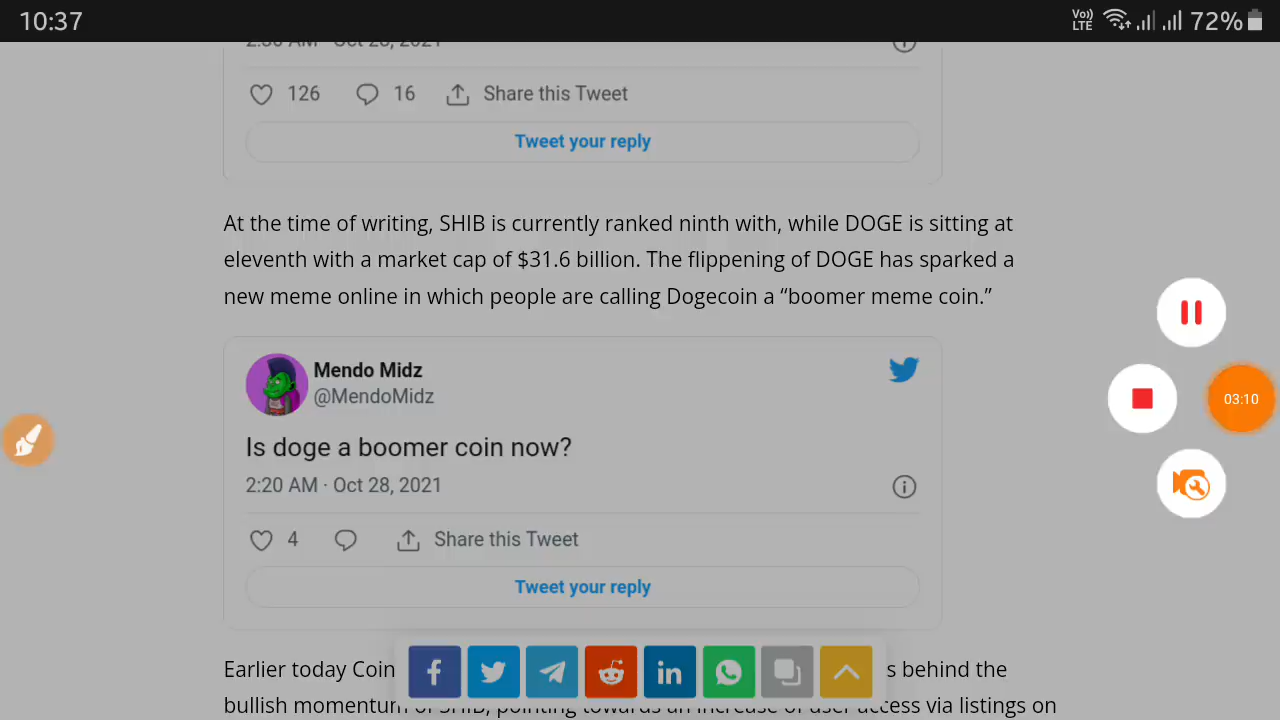 10:37
Vo)) LTE 72%
2:30 AM · Oct 28, 2021
126 16 Share this Tweet
Tweet your reply
At the time of writing, SHIB is currently ranked ninth with, while DOGE is sitting at
eleventh with a market cap of $31.6 billion. The flippening of DOGE has sparked a
new meme online in which people are calling Dogecoin a “boomer meme coin.”
Mendo Midz
@MendoMidz
Is doge a boomer coin now?
2:20 AM · Oct 28, 2021
4 Share this Tweet
Tweet your reply
03:10
Earlier today Coin s behind the
bullish momentum of SHIB, pointing towards an increase of user access via listings on